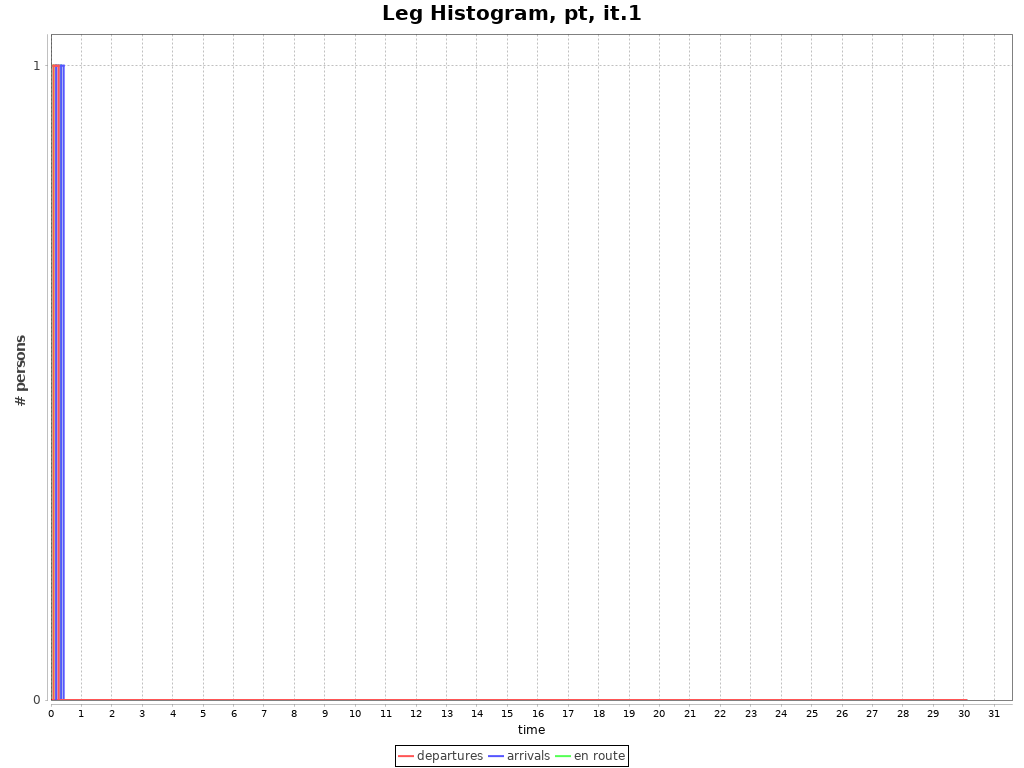 Leg Histogram, pt, it.1
1
# persons
0
0 1 2 3 4 5 6 7 8 9 10 11 12 13 14 15 16 17 18 19 20 21 22 23 24 25 26 27 28 29 30 31
time
departures arrivals en route